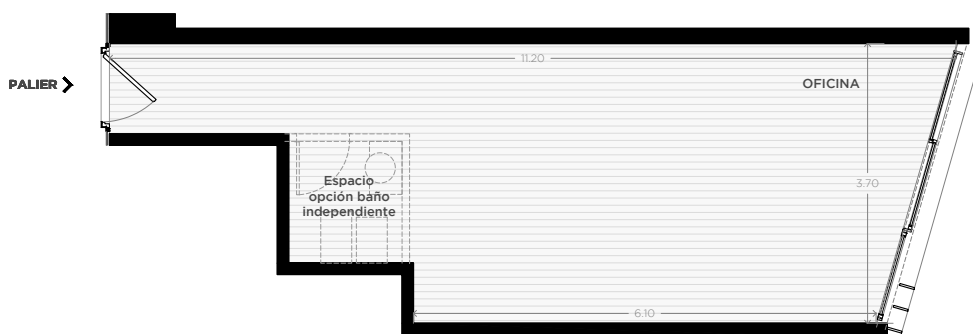 11.20
PALIER
OFICINA
Espacio
opción baño
independiente
3.70
6.10